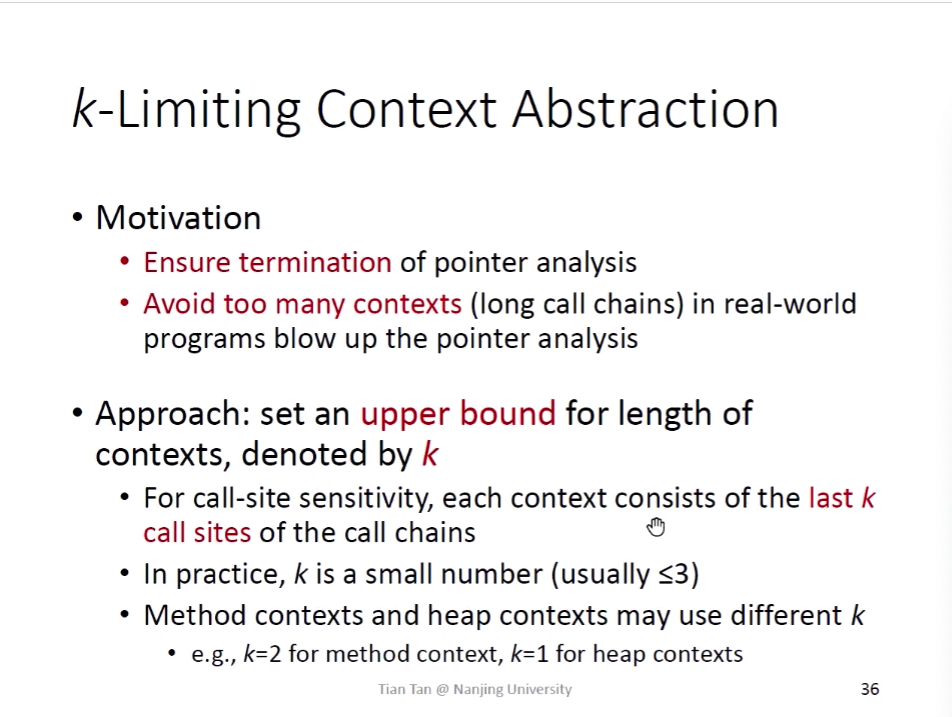 k-Limiting Context Abstraction
• Motivation
• Ensure termination of pointer analysis
• Avoid too many contexts (long call chains) in real-world
programs blow up the pointer analysis
• Approach: set an upper bound for length of
contexts, denoted by k
• For call-site sensitivity, each context consists of the last k
call sites of the call chains
• In practice, k is a small number (usually ≤3)
• Method contexts and heap contexts may use different k
• e.g., k=2 for method context, k=1 for heap contexts
Tian Tan @ Nanjing University
36